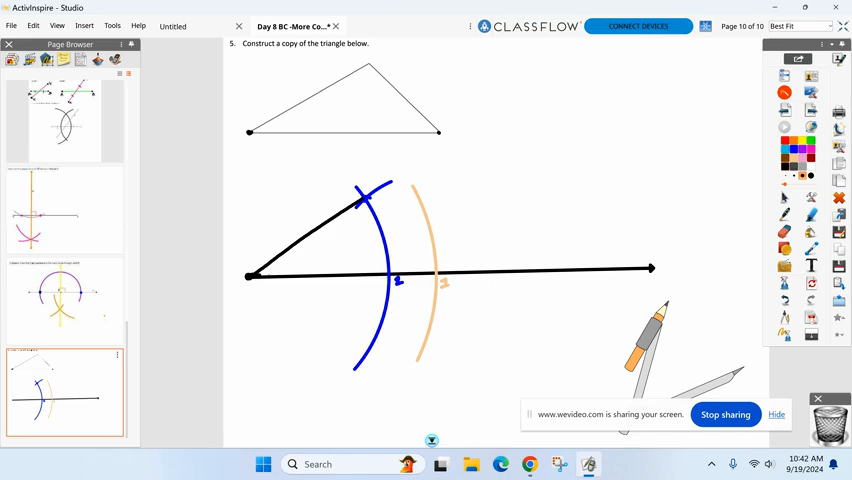 ActivInspire - Studio
File Edit View Insert Tools Help
Untitled
Day 8 BC -More Co...*
CLASSFLOW
CONNECT DEVICES
Page 10 of 10
Best Fit
Page Browser
5. Construct a copy of the triangle below.
2
1
T
www.wevideo.com is sharing your screen.
Stop sharing
Hide
Search
10:42 AM
9/19/2024